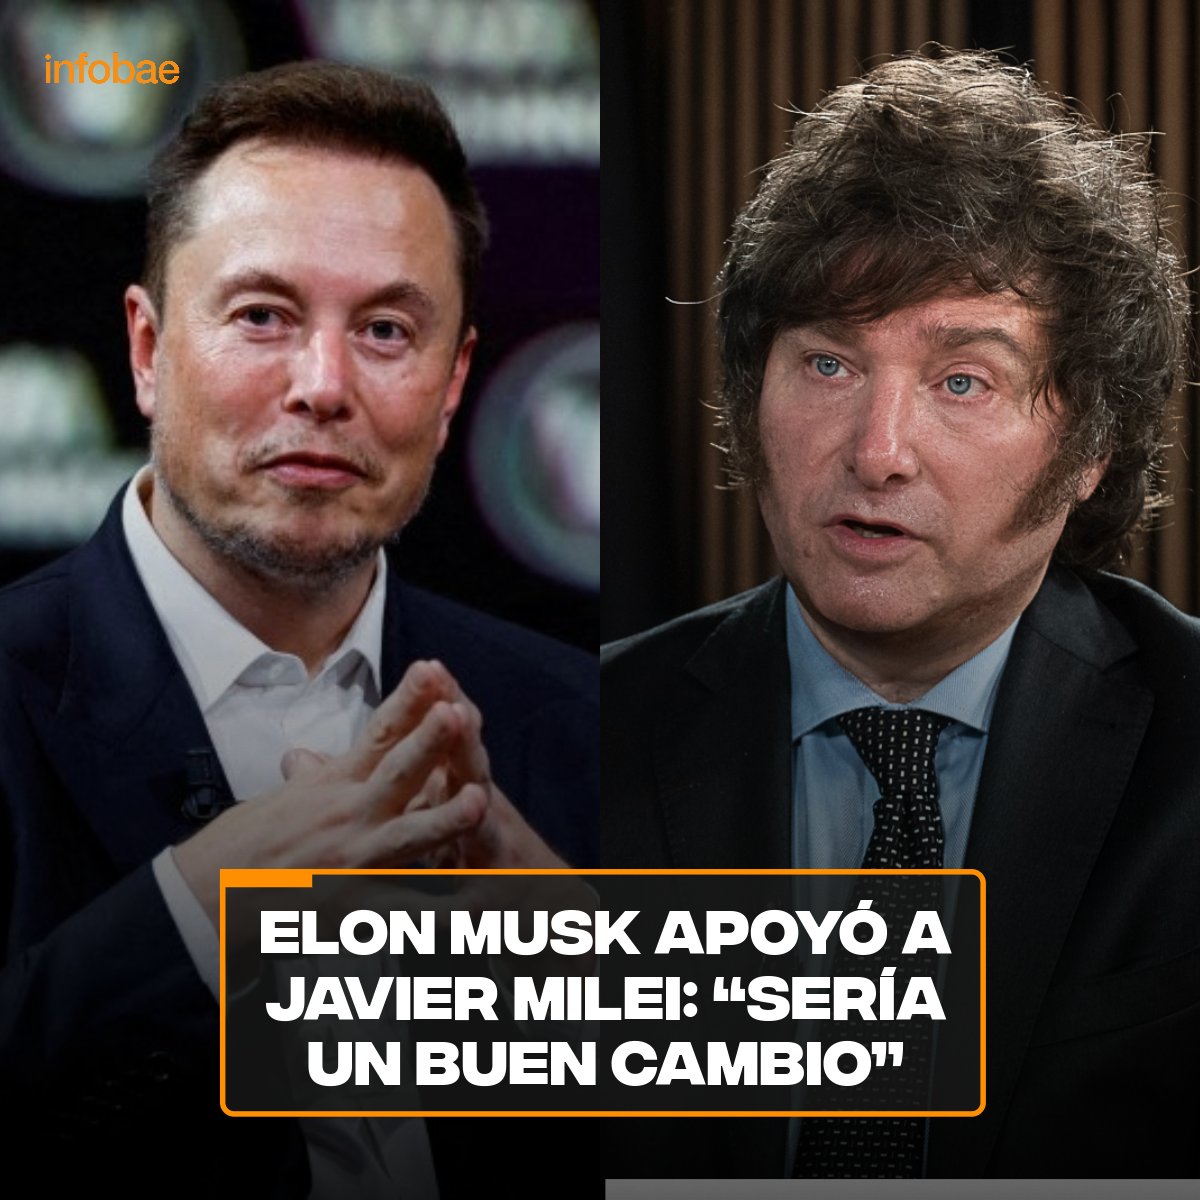 infobae
ELON MUSK APOYÓ A
JAVIER MILEI: “SERÍA
UN BUEN CAMBIO”